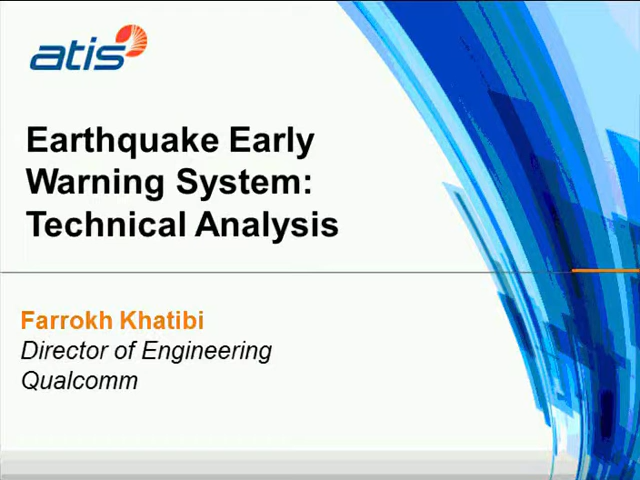 atis
Earthquake Early
Warning System:
Technical Analysis
Farrokh Khatibi
Director of Engineering
Qualcomm